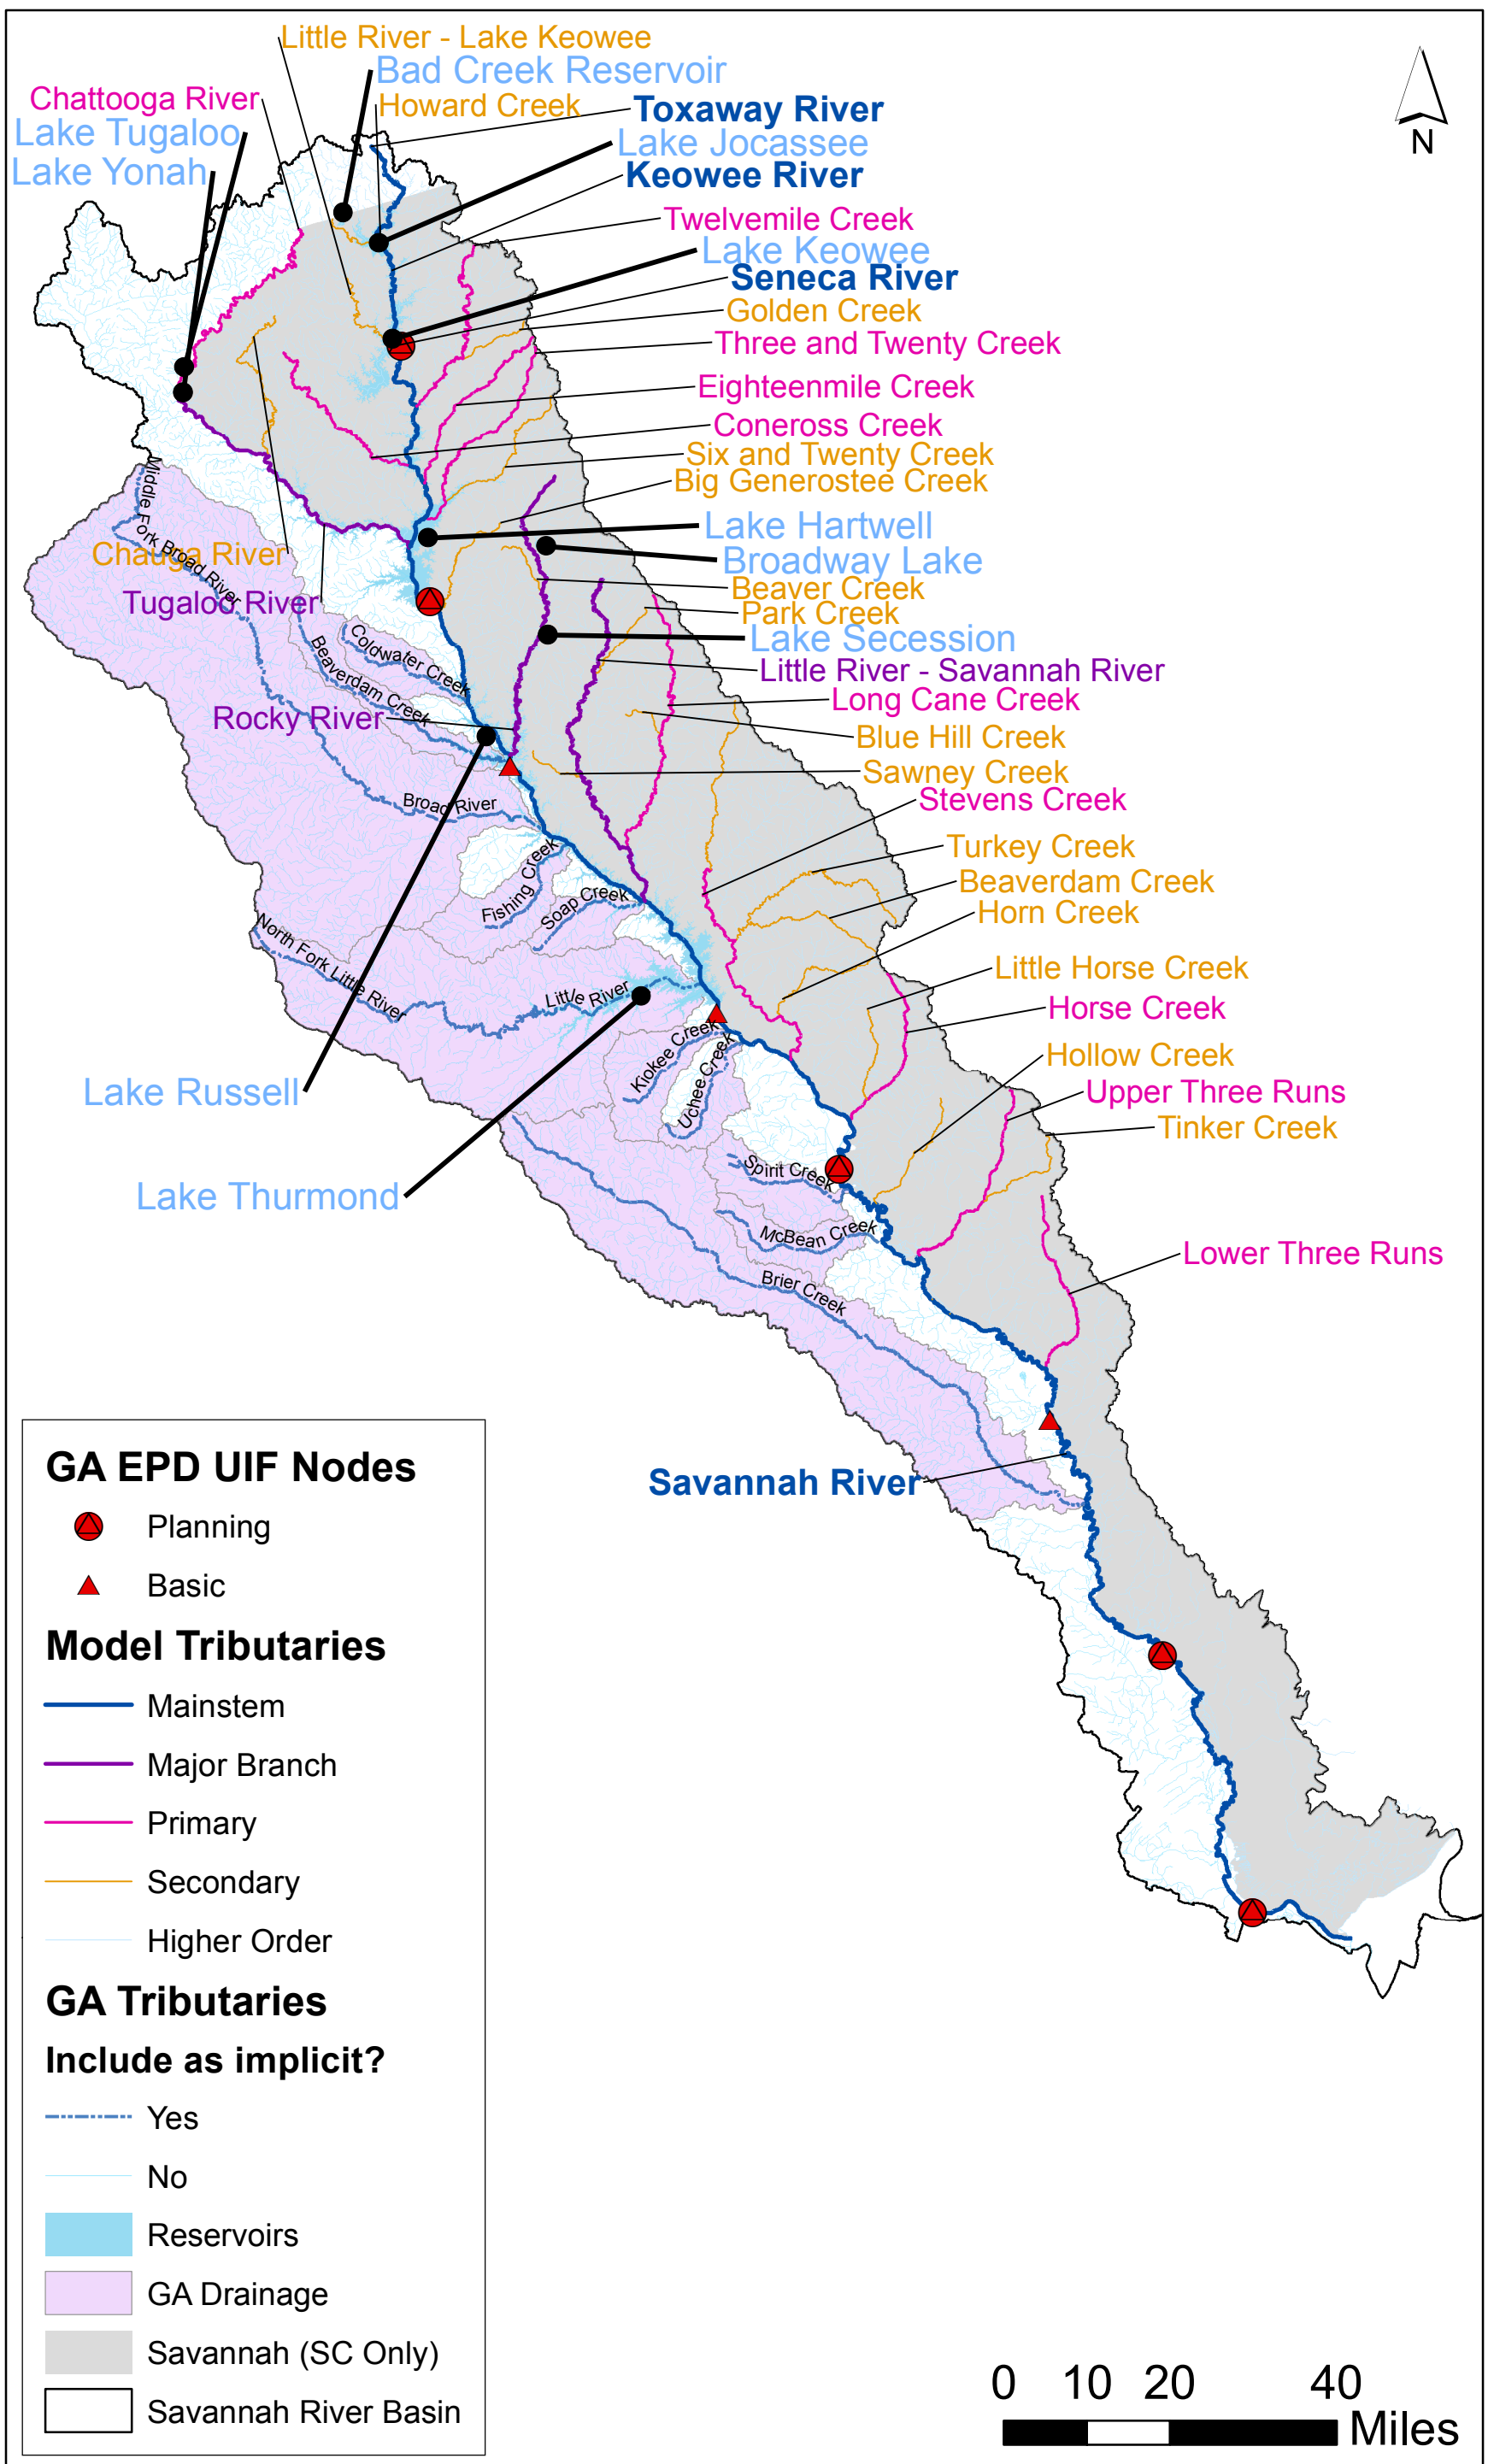 Little River - Lake Keowee
Bad Creek Reservoir
Chattooga River
Howard Creek
Toxaway River
Lake Tugaloo
Lake Jocassee
Lake Yonah
Keowee River
N
Twelvemile Creek
Lake Keowee
Seneca River
Golden Creek
Three and Twenty Creek
Eighteenmile Creek
Coneross Creek
Six and Twenty Creek
Big Generostee Creek
Middle Fork Broad River
Lake Hartwell
Chauga River
Broadway Lake
Beaver Creek
Tugaloo River
Park Creek
Coldwater Creek
Lake Secession
Beaverdam Creek
Little River - Savannah River
Long Cane Creek
Rocky River
Blue Hill Creek
Sawney Creek
Broad River
Stevens Creek
Turkey Creek
Fishing Creek
Beaverdam Creek
Soap Creek
Horn Creek
North Fork Little River
Little River
Little Horse Creek
Horse Creek
Kiokee Creek
Uchee Creek
Hollow Creek
Lake Russell
Upper Three Runs
Tinker Creek
Spirit Creek
Lake Thurmond
McBean Creek
Lower Three Runs
Brier Creek
Savannah River
GA EPD UIF Nodes
Planning
Basic
Model Tributaries
Mainstem
Major Branch
Primary
Secondary
Higher Order
GA Tributaries
Include as implicit?
Yes
No
Reservoirs
GA Drainage
Savannah (SC Only)
Savannah River Basin
0 10 20 40
Miles